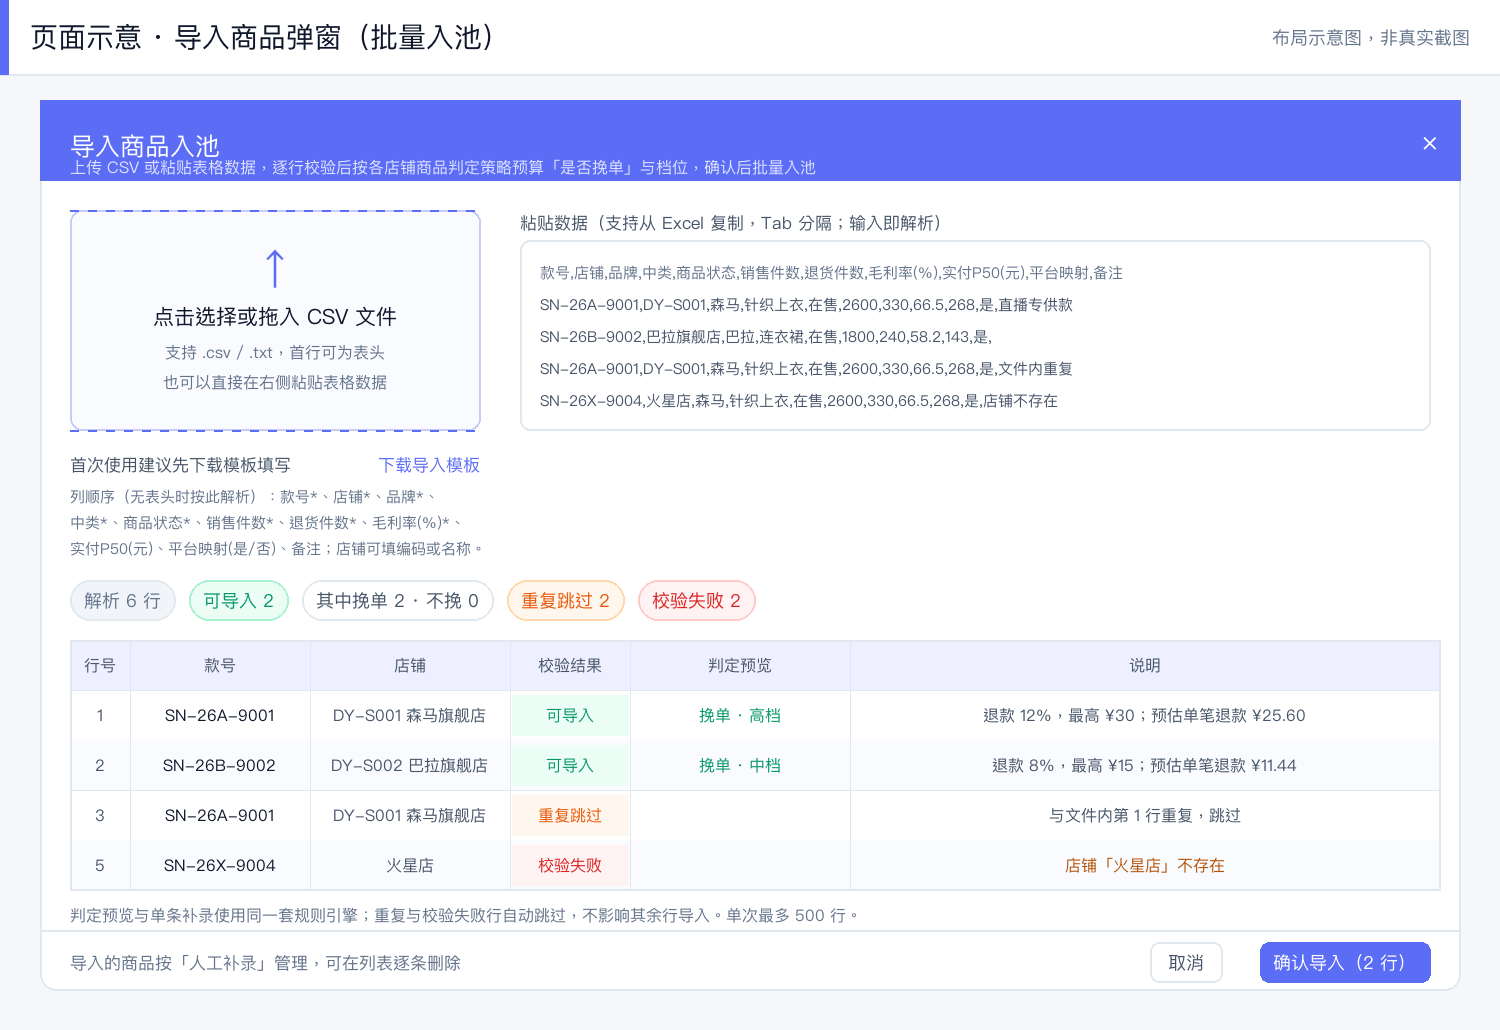 页面示意 · 导入商品弹窗（批量入池）
布局示意图，非真实截图
导入商品入池
×
上传 CSV 或粘贴表格数据，逐行校验后按各店铺商品判定策略预算「是否挽单」与档位，确认后批量入池
↑
点击选择或拖入 CSV 文件
支持 .csv / .txt，首行可为表头
也可以直接在右侧粘贴表格数据
粘贴数据（支持从 Excel 复制，Tab 分隔；输入即解析）
款号,店铺,品牌,中类,商品状态,销售件数,退货件数,毛利率(%),实付P50(元),平台映射,备注
SN-26A-9001,DY-S001,森马,针织上衣,在售,2600,330,66.5,268,是,直播专供款
SN-26B-9002,巴拉旗舰店,巴拉,连衣裙,在售,1800,240,58.2,143,是,
SN-26A-9001,DY-S001,森马,针织上衣,在售,2600,330,66.5,268,是,文件内重复
SN-26X-9004,火星店,森马,针织上衣,在售,2600,330,66.5,268,是,店铺不存在
首次使用建议先下载模板填写 下载导入模板
列顺序（无表头时按此解析）：款号*、店铺*、品牌*、
中类*、商品状态*、销售件数*、退货件数*、毛利率(%)*、
实付P50(元)、平台映射(是/否)、备注；店铺可填编码或名称。
解析 6 行 可导入 2 其中挽单 2 · 不挽 0 重复跳过 2 校验失败 2
行号 款号 店铺 校验结果 判定预览 说明
1 SN-26A-9001 DY-S001 森马旗舰店 可导入 挽单 · 高档 退款 12%，最高 ¥30；预估单笔退款 ¥25.60
2 SN-26B-9002 DY-S002 巴拉旗舰店 可导入 挽单 · 中档 退款 8%，最高 ¥15；预估单笔退款 ¥11.44
3 SN-26A-9001 DY-S001 森马旗舰店 重复跳过 与文件内第 1 行重复，跳过
5 SN-26X-9004 火星店 校验失败 店铺「火星店」不存在
判定预览与单条补录使用同一套规则引擎；重复与校验失败行自动跳过，不影响其余行导入。单次最多 500 行。
导入的商品按「人工补录」管理，可在列表逐条删除
取消
确认导入（2 行）